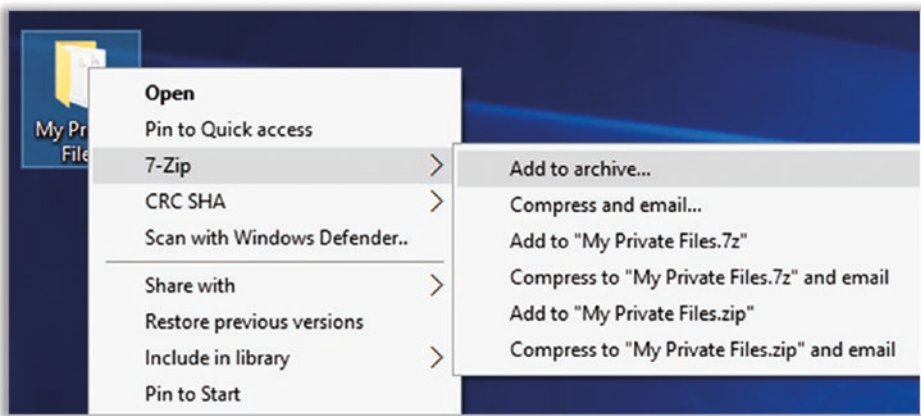 My Pr
File
Open
Pin to Quick access
7-Zip
CRC SHA
Scan with Windows Defender..
Share with
Restore previous versions
Include in library
Pin to Start
Add to archive...
Compress and email...
Add to "My Private Files.7z"
Compress to "My Private Files.7z" and email
Add to "My Private Files.zip"
Compress to "My Private Files.zip" and email